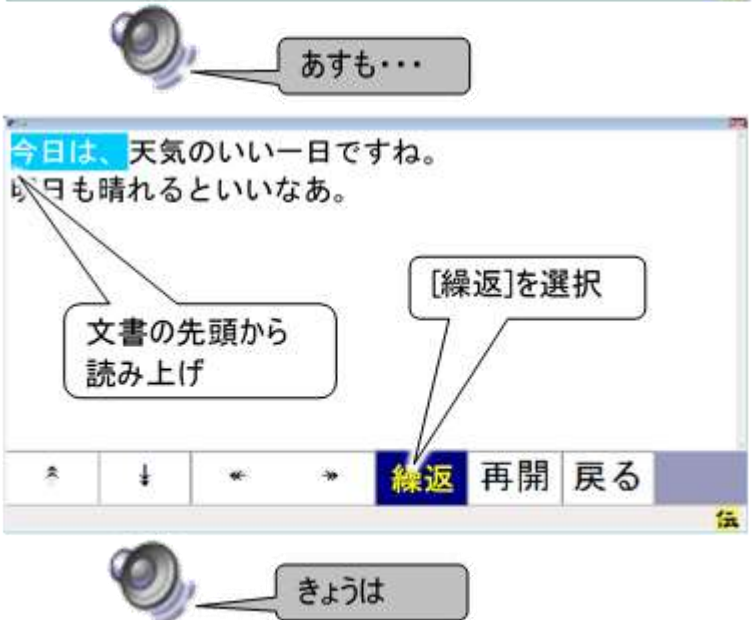 あすも・・・
今日は、天気のいい一日ですね。
明日も晴れるといいなあ。
[繰返]を選択
文書の先頭から
読み上げ
繰返 再開 戻る
伝
きょうは